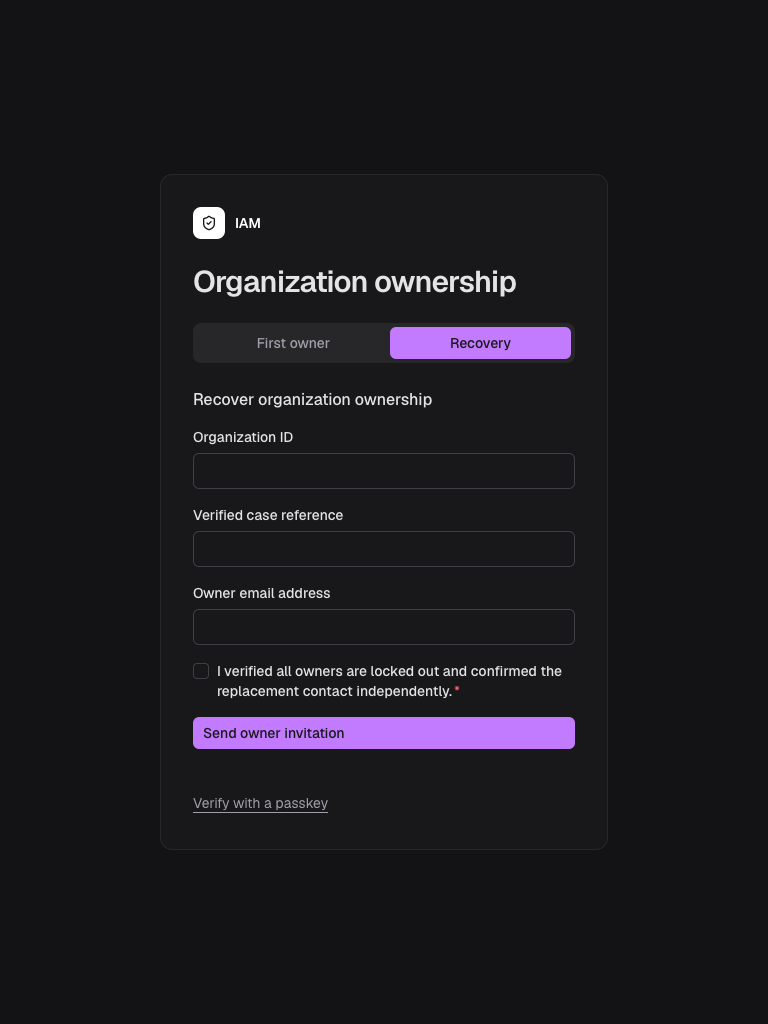 IAM
Organization ownership
First owner
Recovery
Recover organization ownership
Organization ID
Verified case reference
Owner email address
I verified all owners are locked out and confirmed the
replacement contact independently.*
Send owner invitation
Verify with a passkey